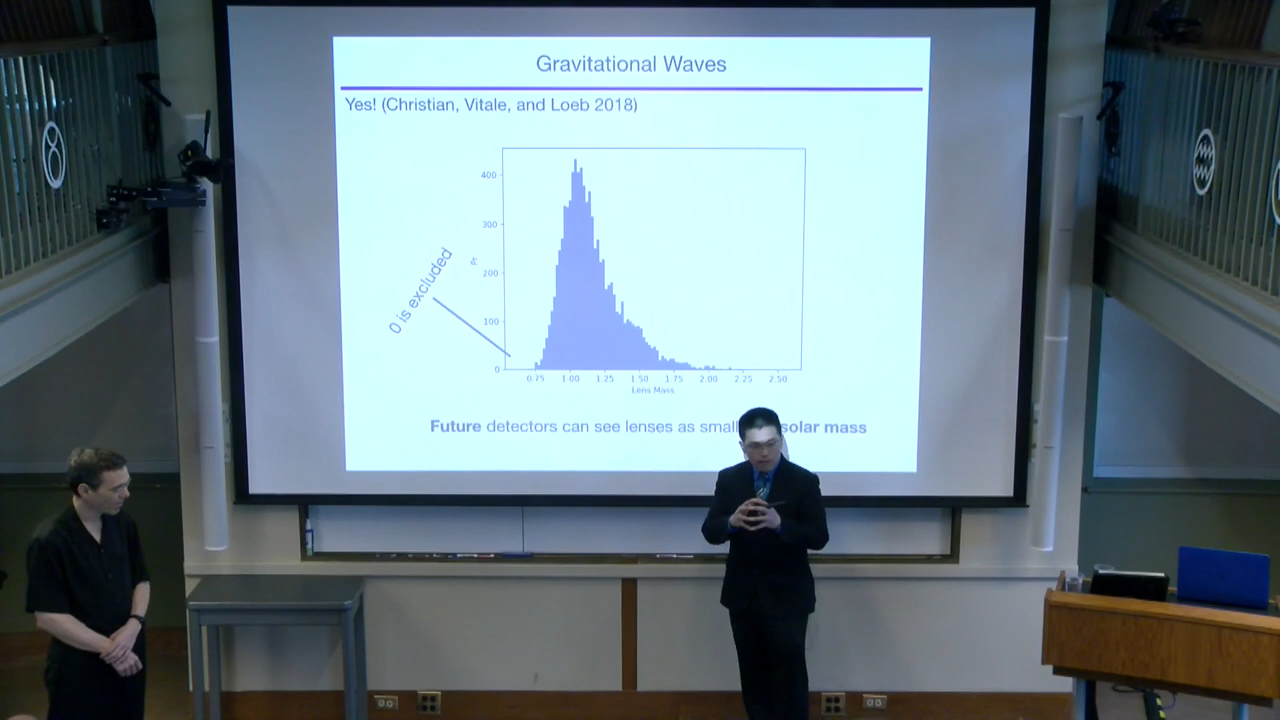 Gravitational Waves
Yes! (Christian, Vitale, and Loeb 2018)
400
300
200
100
0
0 is excluded
0.75 1.00 1.25 1.50 1.75 2.00 2.25 2.50
Lens Mass
Future detectors can see lenses as small solar mass